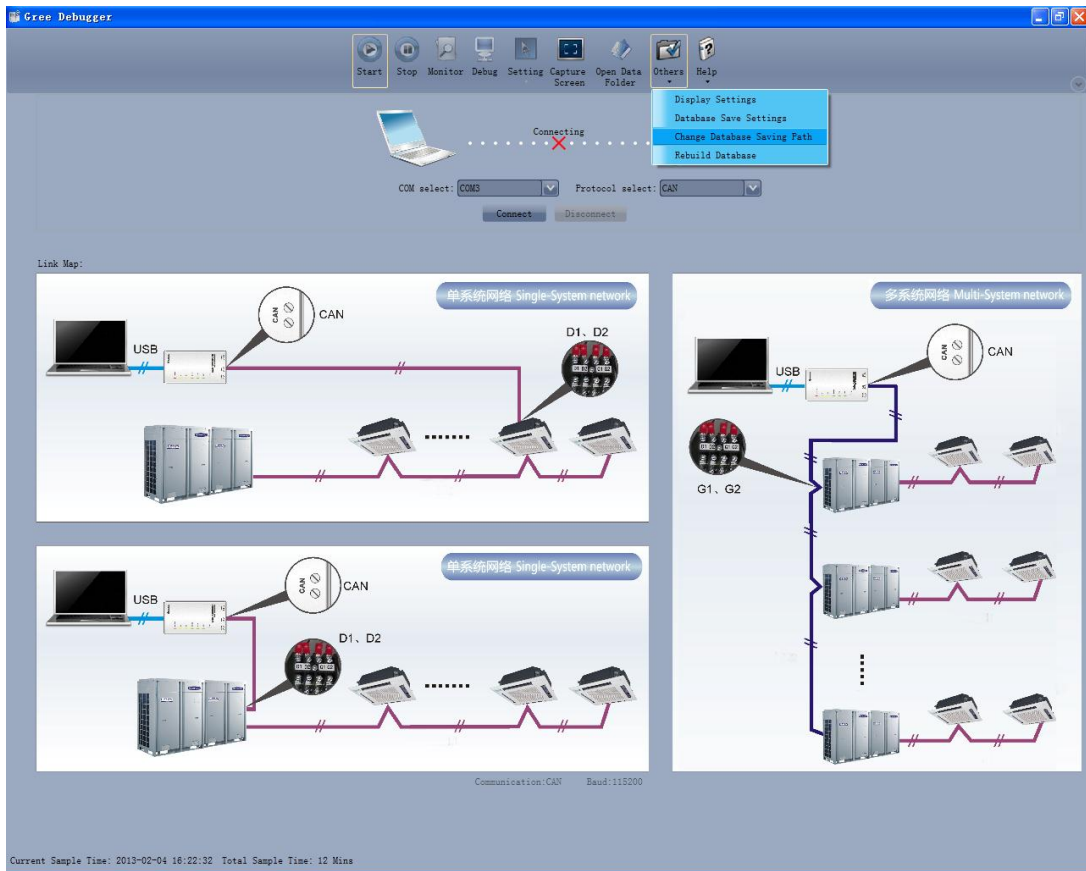 Gree Debugger
Start Stop Monitor Debug Setting Capture Screen Open Data Folder Others Help
Display Settings
Database Save Settings
Change Database Saving Path
Rebuild Database
Connecting
COM select: COM3 Protocol select: CAN
Connect Disconnect
Link Map:
单系统网络 Single-System network
CAN
CAN
USB
D1、D2
单系统网络 Single-System network
CAN
CAN
USB
D1、D2
多系统网络 Multi-System network
CAN
CAN
USB
G1、G2
Communication:CAN Baud:115200
Current Sample Time: 2013-02-04 16:22:32 Total Sample Time: 12 Mins